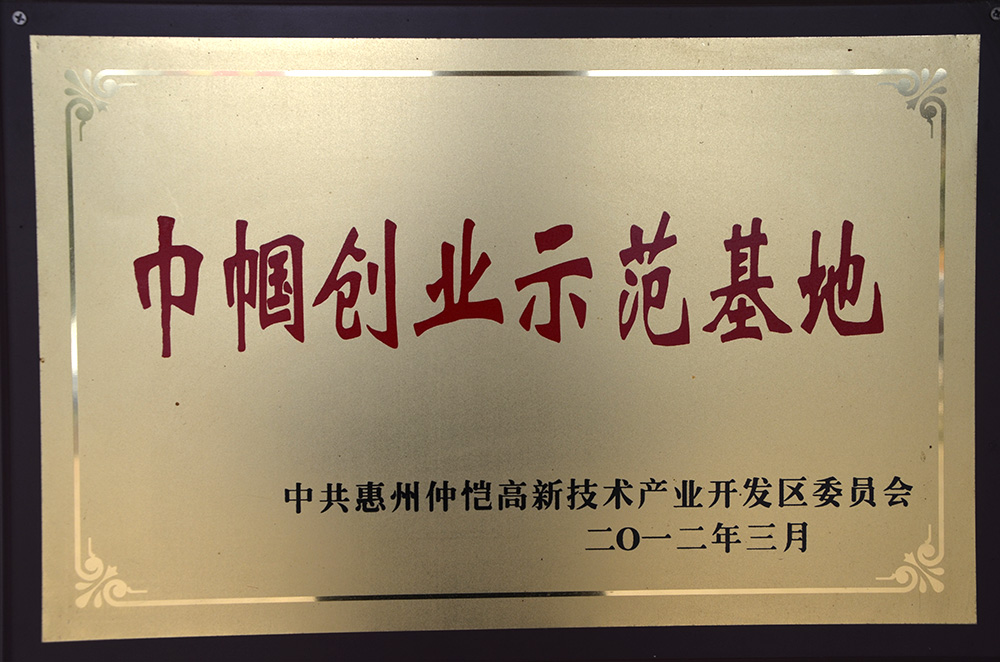 巾帼创业示范基地
中共惠州仲恺高新技术产业开发区委员会
二O一二年三月